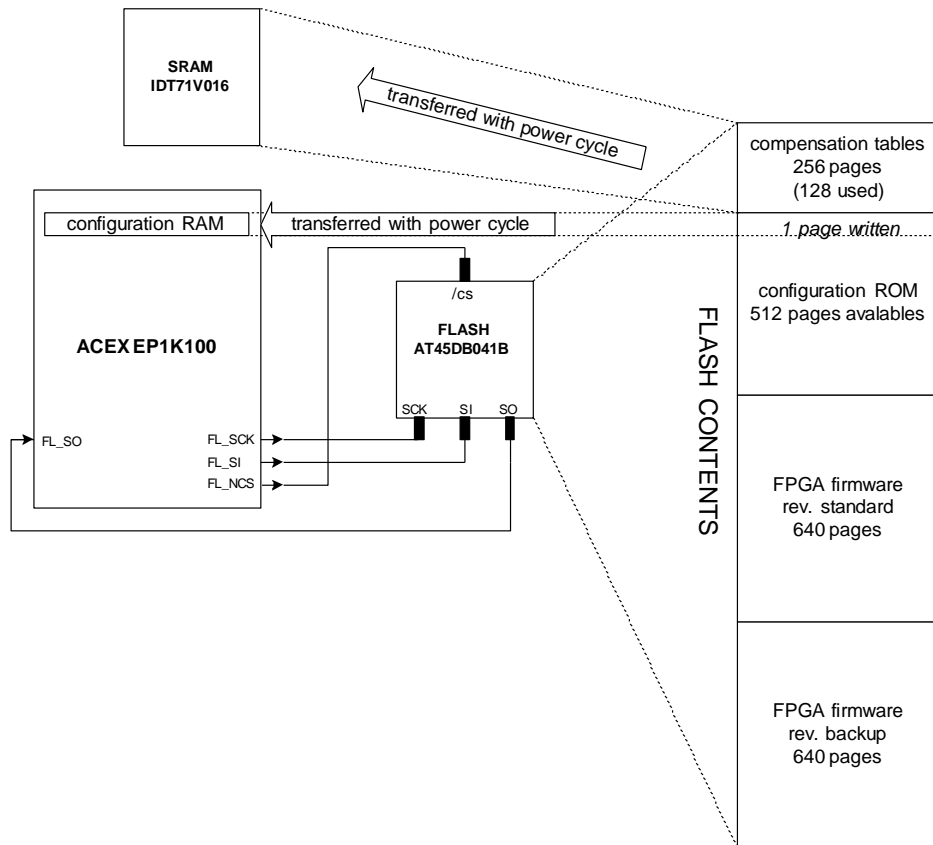 SRAM
IDT71V016
transferred with power cycle
compensation tables
256 pages
(128 used)
configuration RAM
transferred with power cycle
1 page written
/cs
FLASH
AT45DB041B
SCK SI SO
configuration ROM
512 pages avalables
ACEX EP1K100
FL_SO
FL_SCK
FL_SI
FL_NCS
FLASH CONTENTS
FPGA firmware
rev. standard
640 pages
FPGA firmware
rev. backup
640 pages